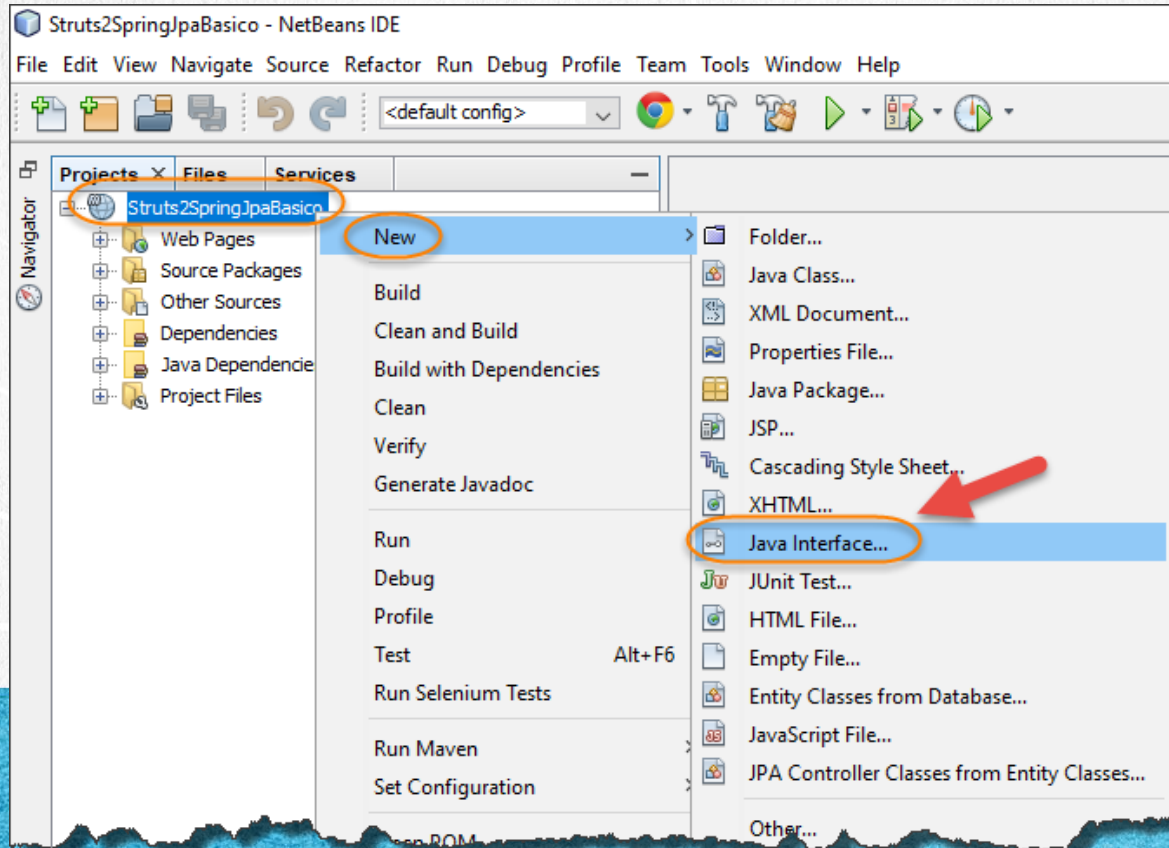 Struts2SpringJpaBasico - NetBeans IDE
File Edit View Navigate Source Refactor Run Debug Profile Team Tools Window Help
<default config>
Projects Files Services
Navigator
Struts2SpringJpaBasico
Web Pages
Source Packages
Other Sources
Dependencies
Java Dependencie
Project Files
New
Build
Clean and Build
Build with Dependencies
Clean
Verify
Generate Javadoc
Run
Debug
Profile
Test Alt+F6
Run Selenium Tests
Run Maven
Set Configuration
Folder...
Java Class...
XML Document...
Properties File...
Java Package...
JSP...
Cascading Style Sheet...
XHTML...
Java Interface...
JUnit Test...
HTML File...
Empty File...
Entity Classes from Database...
JavaScript File...
JPA Controller Classes from Entity Classes...
Other...